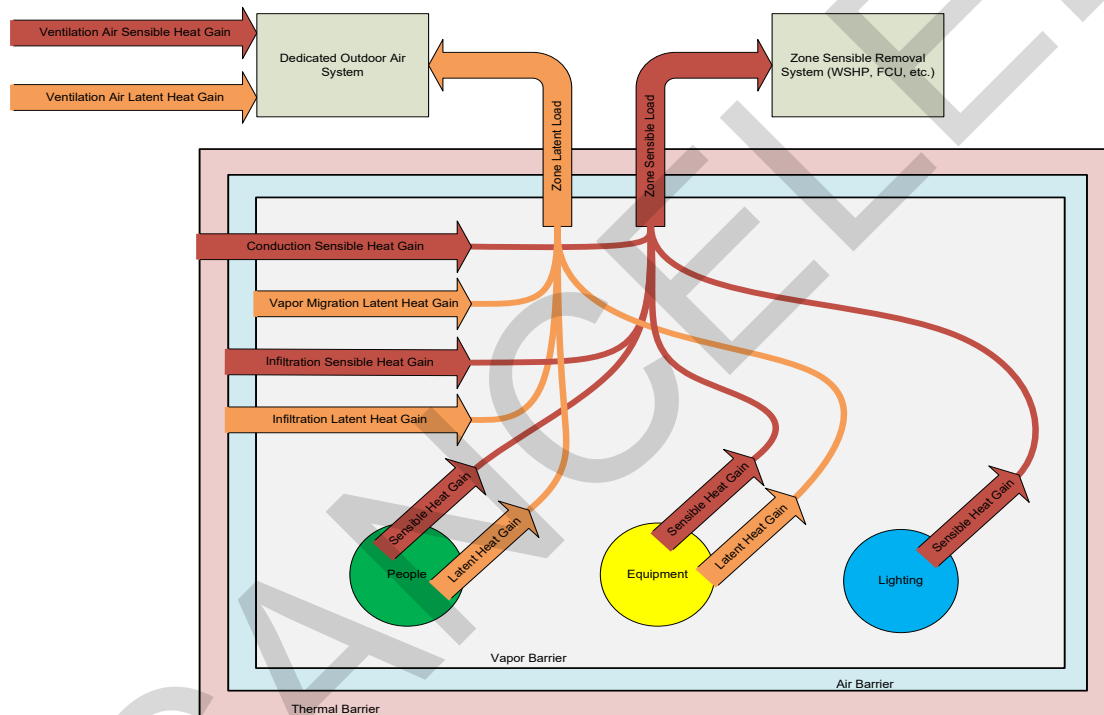 Ventilation Air Sensible Heat Gain
Ventilation Air Latent Heat Gain
Dedicated Outdoor Air
System
Zone Sensible Removal
System (WSHP, FCU, etc.)
Zone Latent Load
Zone Sensible Load
Conduction Sensible Heat Gain
Vapor Migration Latent Heat Gain
Infiltration Sensible Heat Gain
Infiltration Latent Heat Gain
Sensible Heat Gain
Latent Heat Gain
People
Sensible Heat Gain
Latent Heat Gain
Equipment
Sensible Heat Gain
Lighting
Vapor Barrier
Air Barrier
Thermal Barrier
CANCELLE